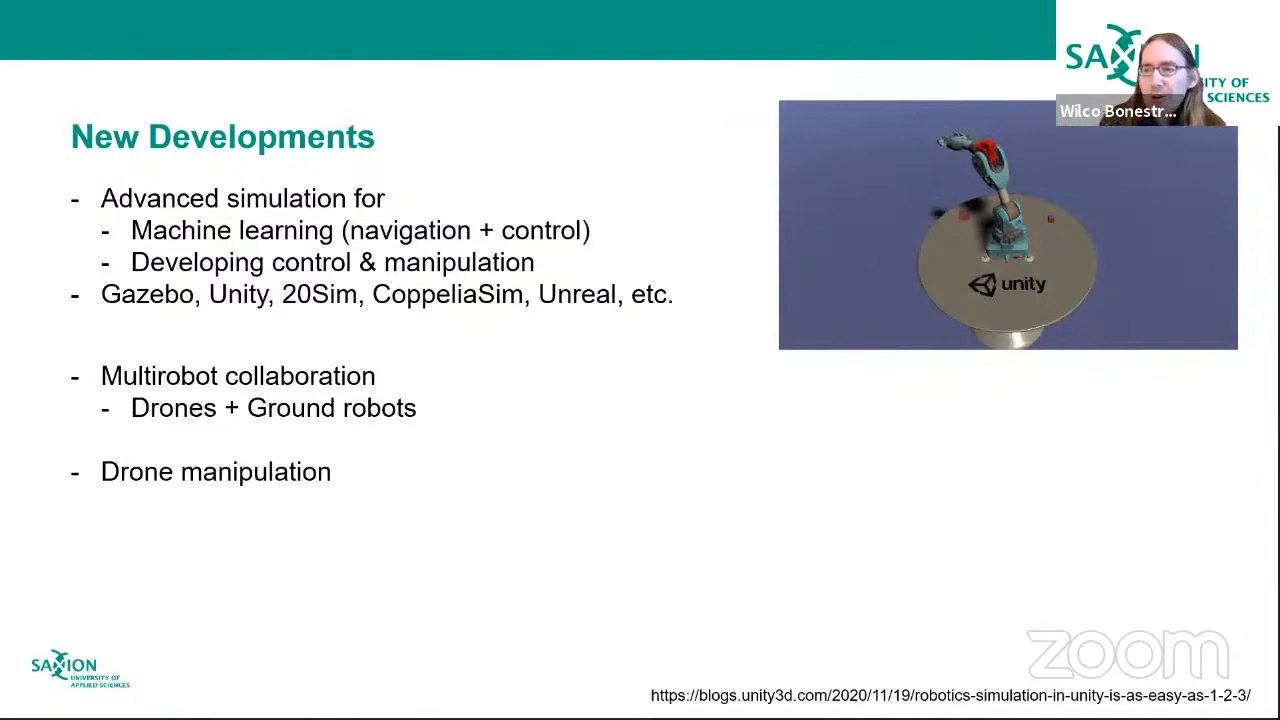 SAXION
UNIVERSITY OF
SCIENCES
Wilco Bonestr...
New Developments
- Advanced simulation for
- Machine learning (navigation + control)
- Developing control & manipulation
- Gazebo, Unity, 20Sim, CoppeliaSim, Unreal, etc.
- Multirobot collaboration
- Drones + Ground robots
- Drone manipulation
unity
SAXION
UNIVERSITY OF
APPLIED SCIENCES
zoom
https://blogs.unity3d.com/2020/11/19/robotics-simulation-in-unity-is-as-easy-as-1-2-3/